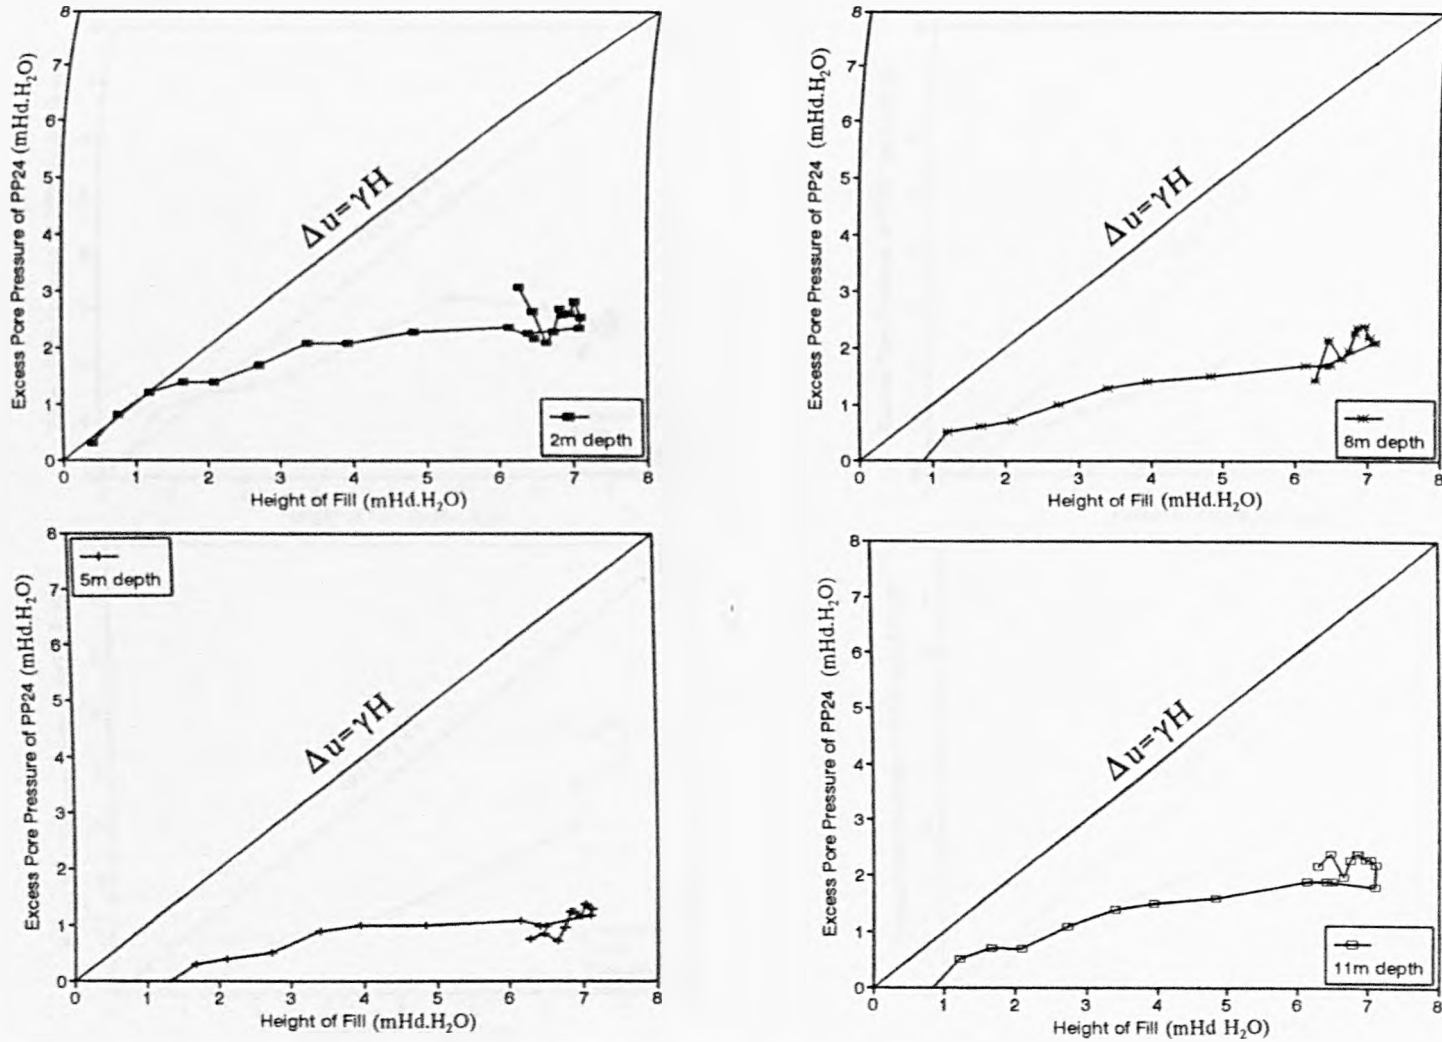 8
7
6
5
4
3
2
1
0
Excess Pore Pressure of PP24 (mHd.H₂O)
Δu=γH
2m depth
0 1 2 3 4 5 6 7 8
Height of Fill (mHd.H₂O)
8
7
6
5
4
3
2
1
0
Excess Pore Pressure of PP24 (mHd.H₂O)
Δu=γH
8m depth
0 1 2 3 4 5 6 7 8
Height of Fill (mHd.H₂O)
8
7
6
5
4
3
2
1
0
Excess Pore Pressure of PP24 (mHd.H₂O)
5m depth
Δu=γH
0 1 2 3 4 5 6 7 8
Height of Fill (mHd.H₂O)
8
7
6
5
4
3
2
1
0
Excess Pore Pressure of PP24 (mHd.H₂O)
Δu=γH
11m depth
0 1 2 3 4 5 6 7 8
Height of Fill (mHd H₂O)